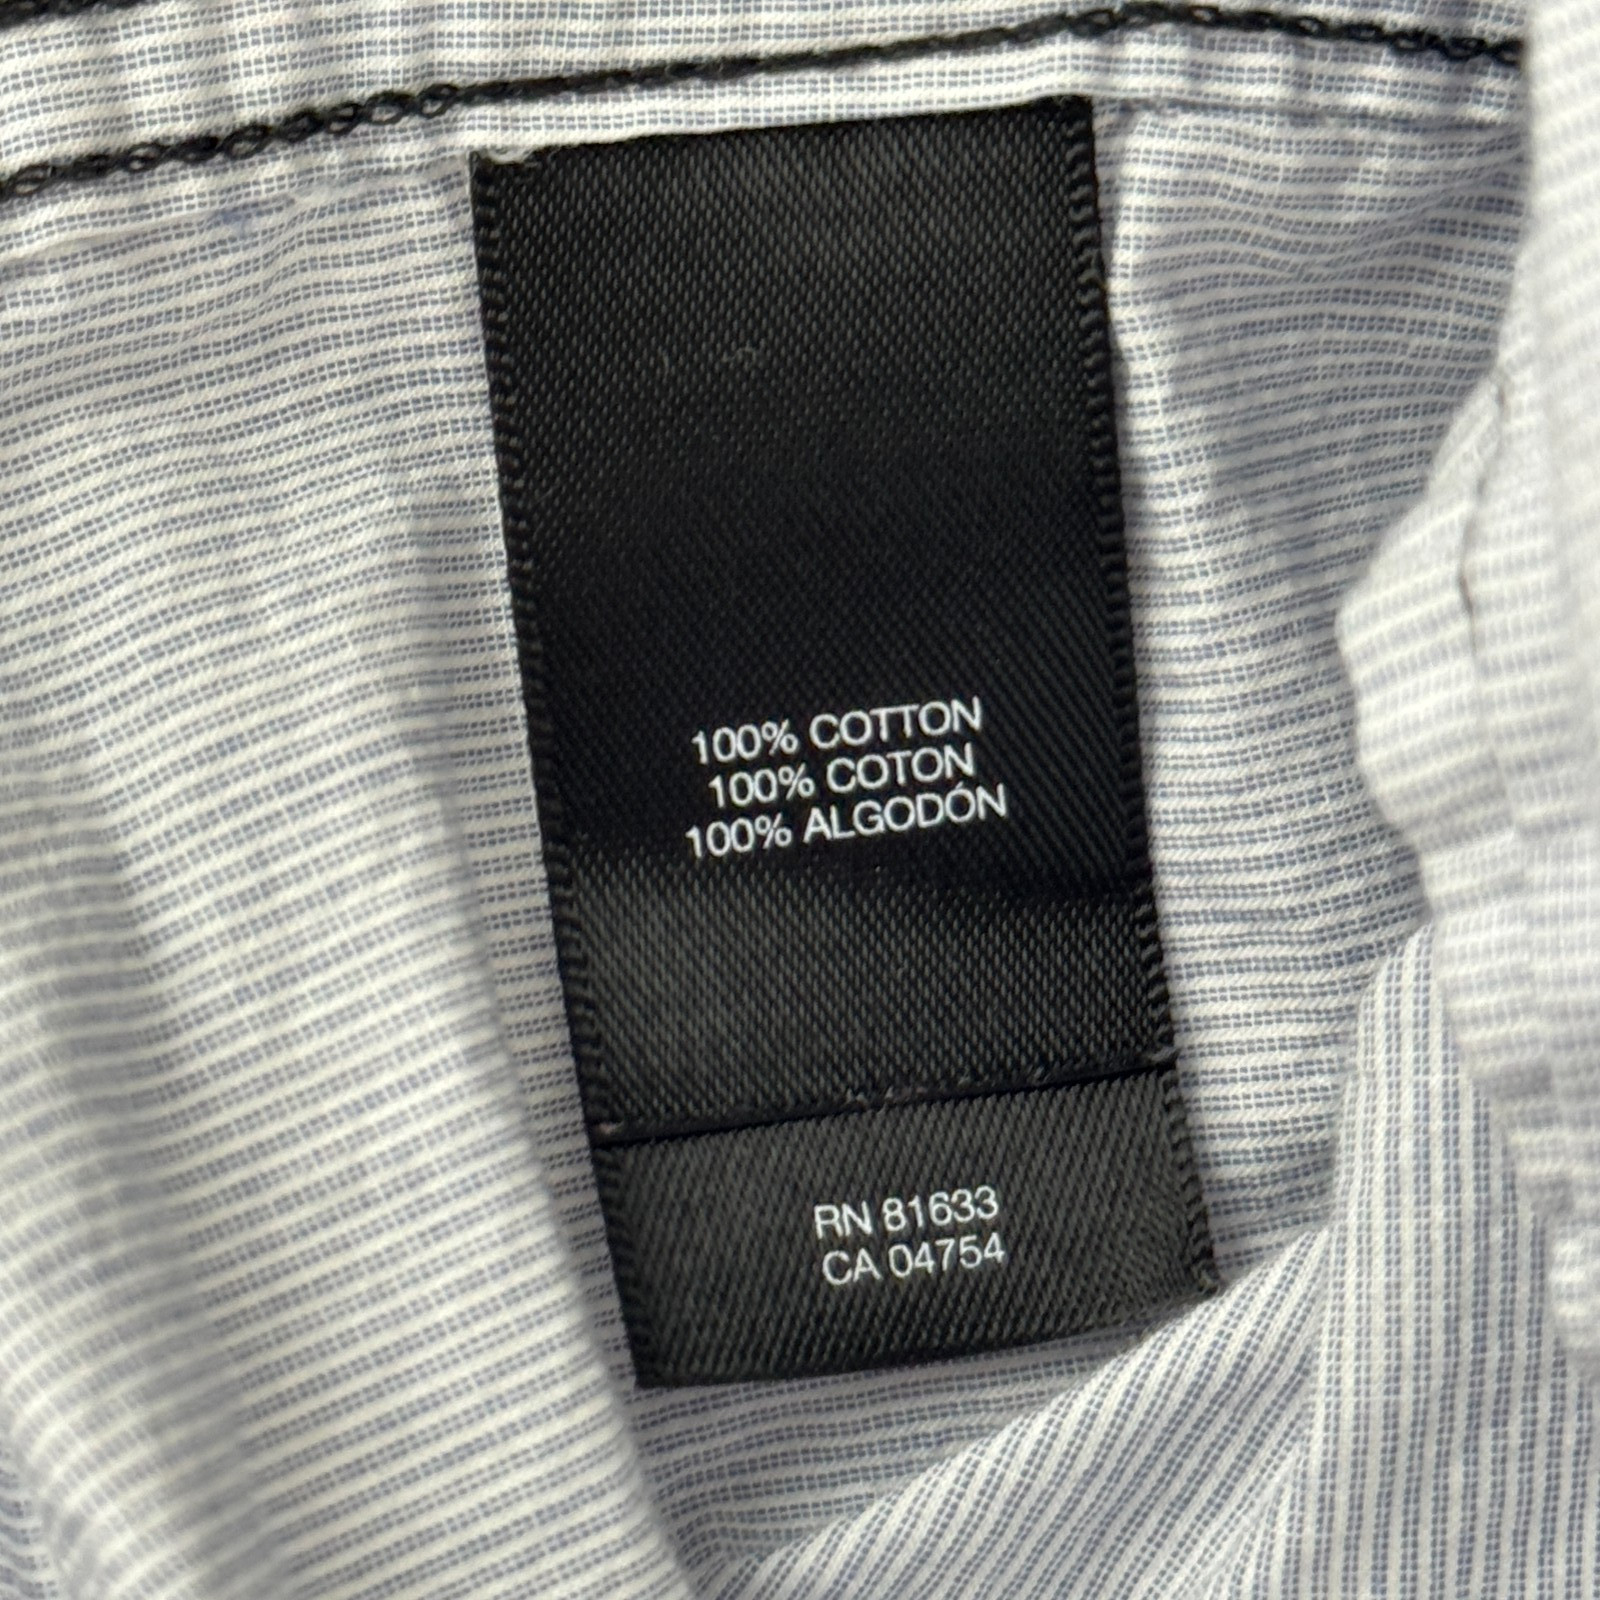 100% COTTON
100% COTON
100% ALGODÓN
RN 81633
CA 04754